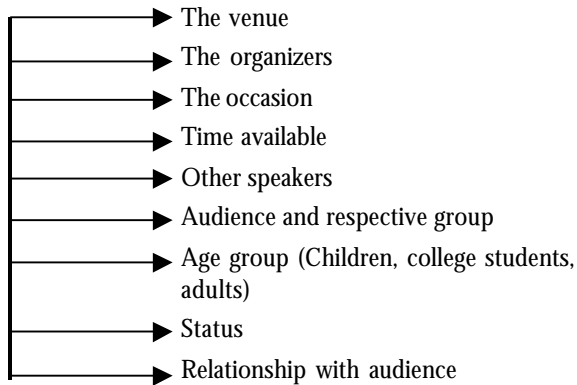 The venue
The organizers
The occasion
Time available
Other speakers
Audience and respective group
Age group (Children, college students,
adults)
Status
Relationship with audience